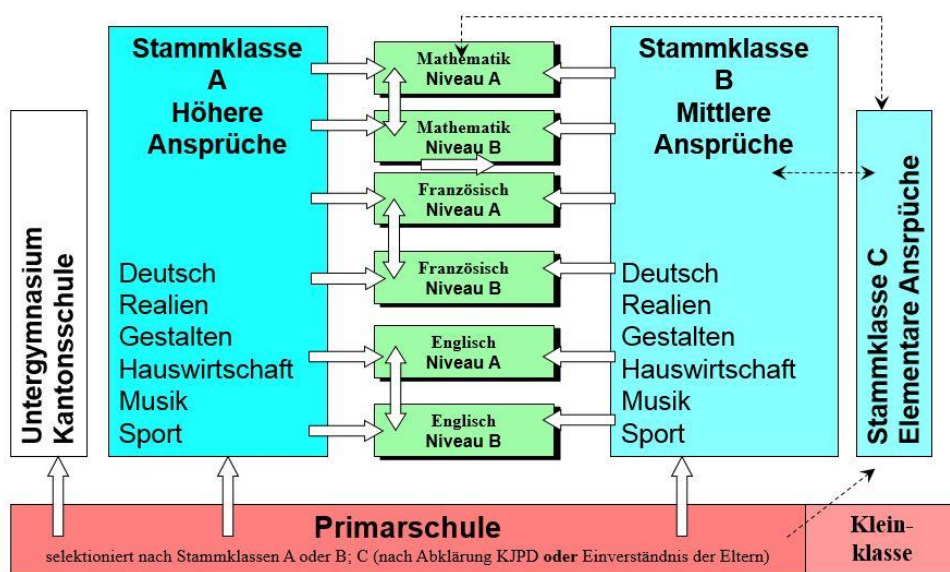 Untergymnasium
Kantonsschule
Stammklasse
A
Höhere
Ansprüche
Deutsch
Realien
Gestalten
Hauswirtschaft
Musik
Sport
Mathematik
Niveau A
Mathematik
Niveau B
Französisch
Niveau A
Französisch
Niveau B
Englisch
Niveau A
Englisch
Niveau B
Stammklasse
B
Mittlere
Ansprüche
Deutsch
Realien
Gestalten
Hauswirtschaft
Musik
Sport
Stammklasse C
Elementare Ansrpüche
Primarschule
selektioniert nach Stammklassen A oder B; C (nach Abklärung KJPD oder Einverständnis der Eltern)
Klein-
klasse